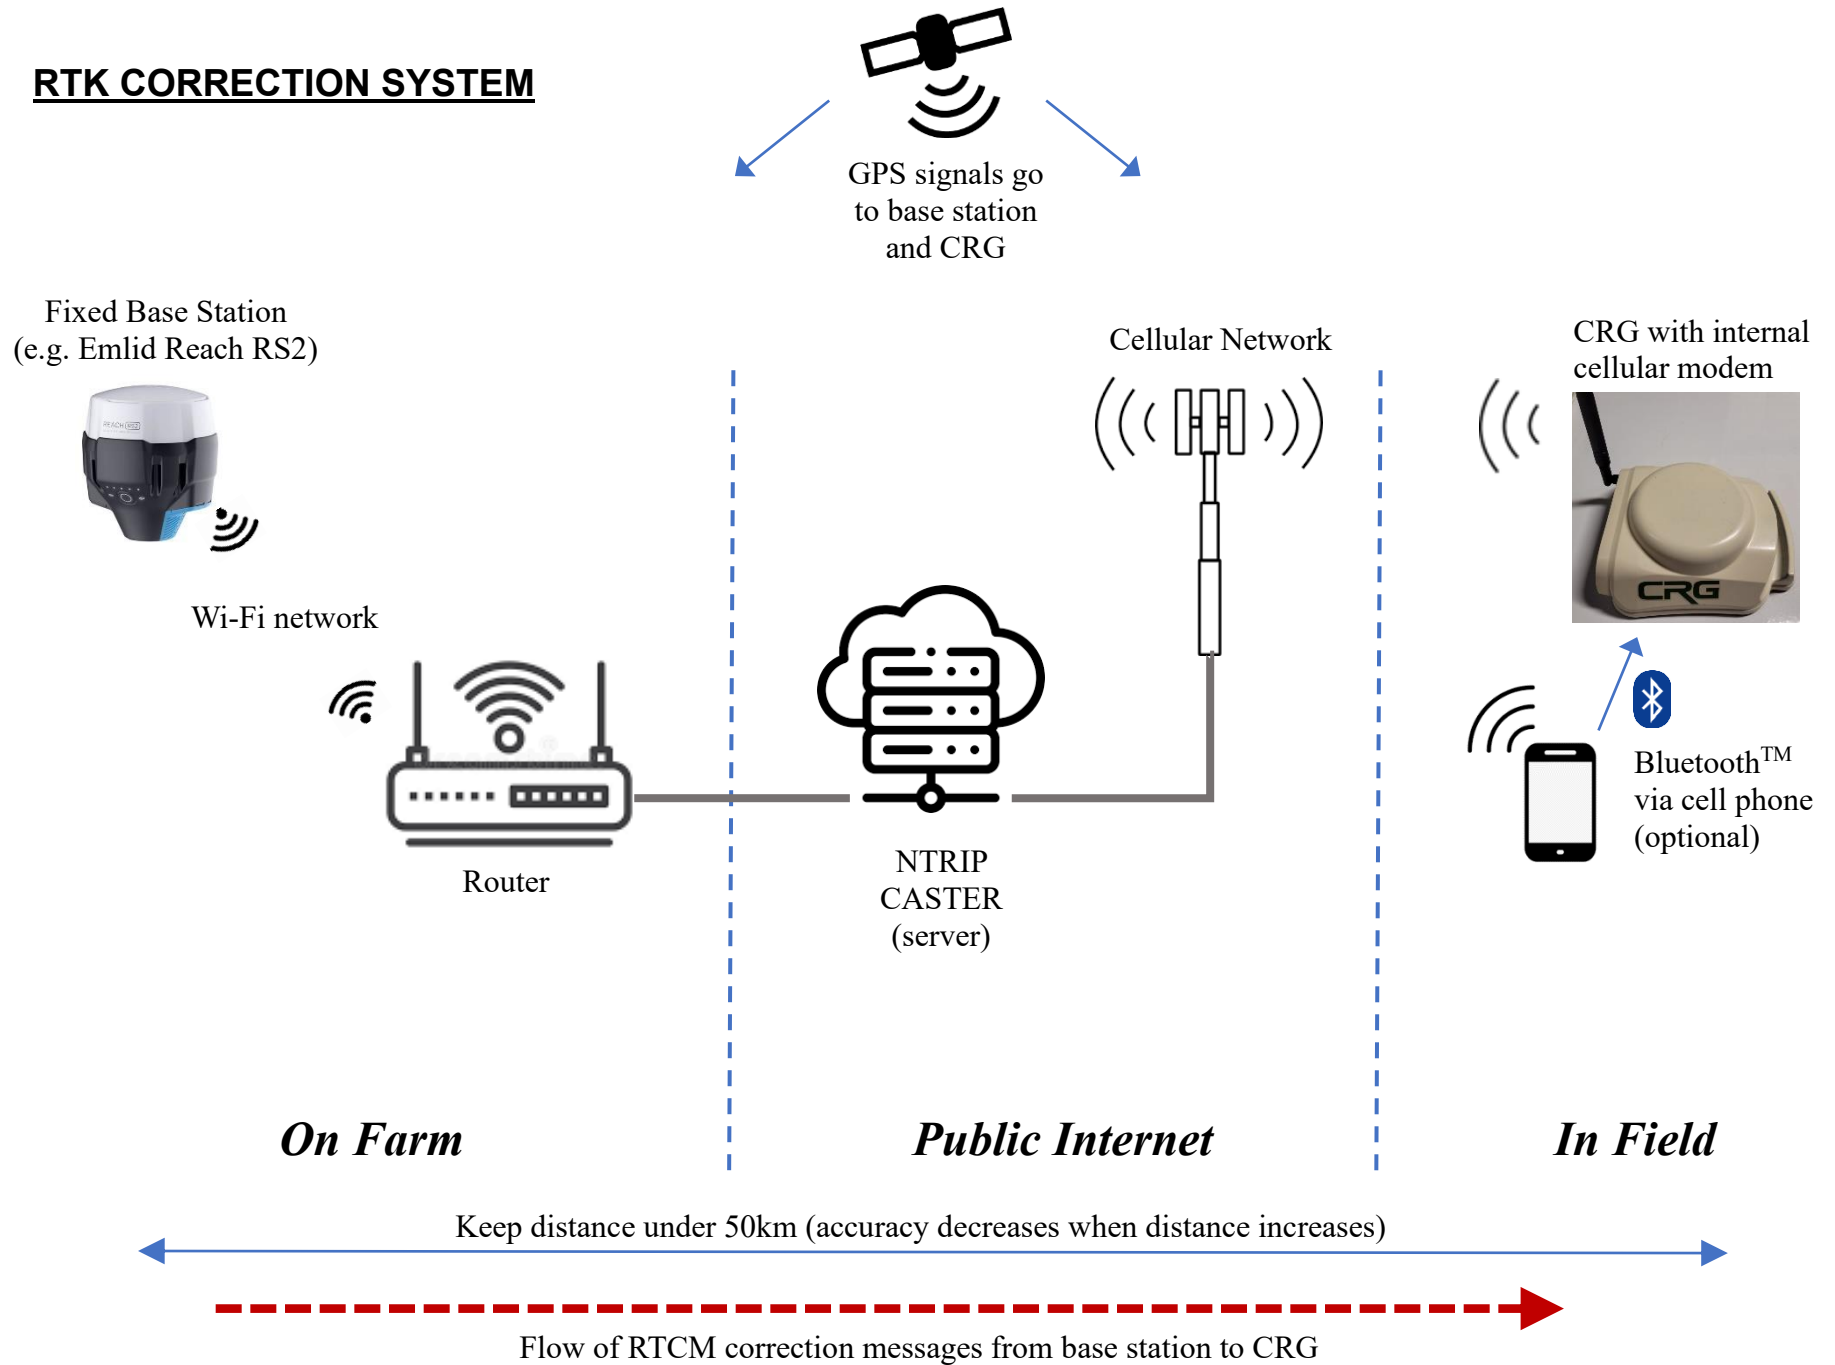 RTK CORRECTION SYSTEM
GPS signals go
to base station
and CRG
Fixed Base Station
(e.g. Emlid Reach RS2)
REACH RS2
Wi-Fi network
Router
Cellular Network
NTRIP
CASTER
(server)
CRG with internal
cellular modem
CRG
Bluetooth™
via cell phone
(optional)
On Farm
Public Internet
In Field
Keep distance under 50km (accuracy decreases when distance increases)
Flow of RTCM correction messages from base station to CRG